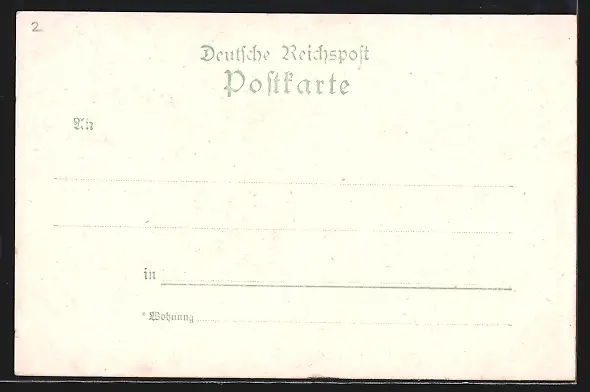 2
Deutsche Reichspost
Postkarte
An
in
* Wohnung